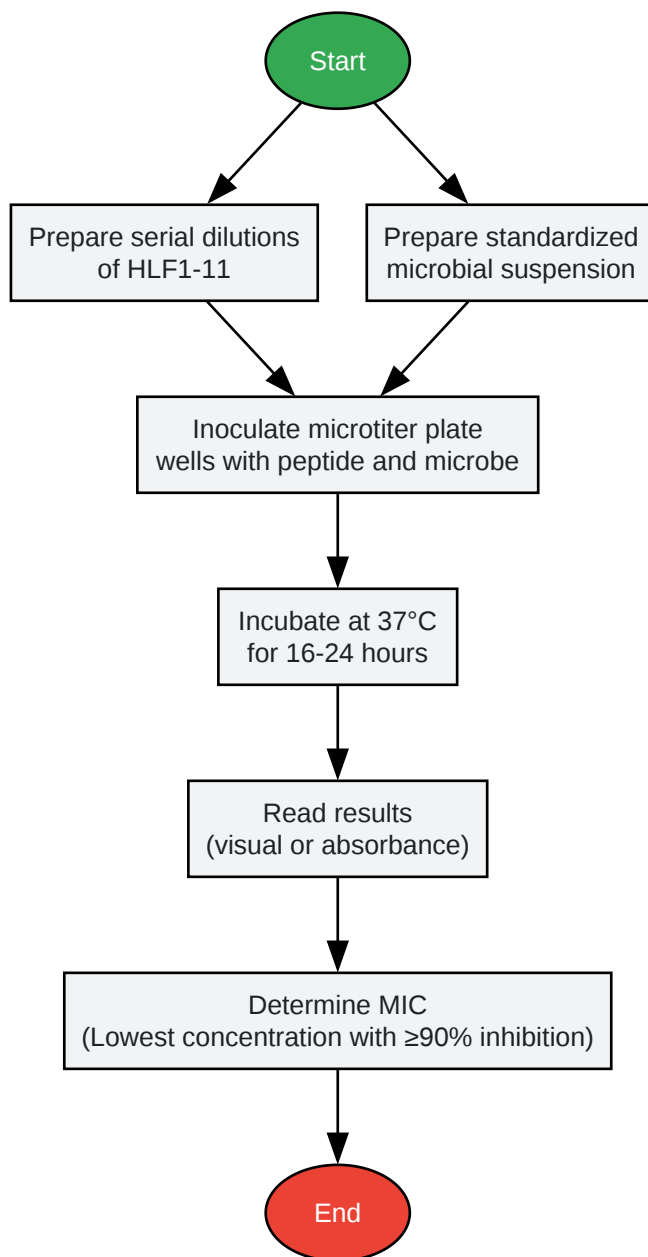 Start
Prepare serial dilutions
of HLF1-11
Prepare standardized
microbial suspension
Inoculate microtiter plate
wells with peptide and microbe
Incubate at 37°C
for 16-24 hours
Read results
(visual or absorbance)
Determine MIC
(Lowest concentration with ≥90% inhibition)
End